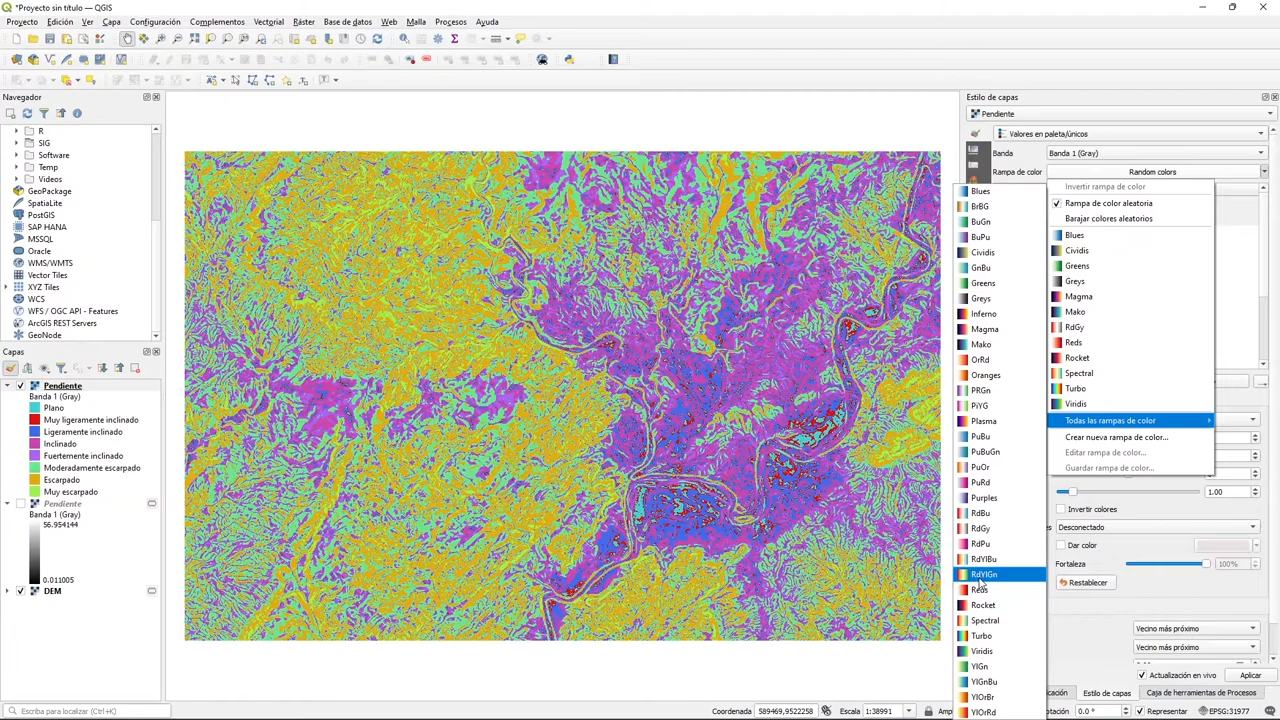 *Proyecto sin título — QGIS
Proyecto Edición Ver Capa Configuración Complementos Vectorial Ráster Base de datos Web Malla Procesos Ayuda
Navegador
R
SIG
Software
Temp
Videos
GeoPackage
SpatiaLite
PostGIS
SAP HANA
MSSQL
Oracle
WMS/WMTS
Vector Tiles
XYZ Tiles
WCS
WFS / OGC API - Features
ArcGIS REST Servers
GeoNode
Capas
Pendiente
Banda 1 (Gray)
Plano
Muy ligeramente inclinado
Ligeramente inclinado
Inclinado
Fuertemente inclinado
Moderadamente escarpado
Escarpado
Muy escarpado
Pendiente
Banda 1 (Gray)
56.954144
0.011005
DEM
Estilo de capas
Pendiente
Valores en paleta/únicos
Banda Banda 1 (Gray)
Rampa de color Random colors
Invertir rampa de color
Rampa de color aleatoria
Barajar colores aleatorios
Blues
Cividis
Greens
Greys
Magma
Mako
RdGy
Reds
Rocket
Spectral
Turbo
Viridis
Todas las rampas de color
Crear nueva rampa de color...
Editar rampa de color...
Guardar rampa de color...
Blues
BrBG
BuGn
BuPu
Cividis
GnBu
Greens
Greys
Inferno
Magma
Mako
OrRd
Oranges
PRGn
PiYG
Plasma
PuBu
PuBuGn
PuOr
PuRd
Purples
RdBu
RdGy
RdPu
RdYlBu
RdYlGn
Reds
Rocket
Spectral
Turbo
Viridis
YlGn
YlGnBu
YlOrBr
YlOrRd
1.00
Invertir colores
Desconectado
Dar color
Fortaleza 100%
Restablecer
Vecino más próximo
Vecino más próximo
Actualización en vivo Aplicar
Estilo de capas Caja de herramientas de Procesos
Escriba para localizar (Ctrl+K)
Coordenada 589469,9522258 Escala 1:38991
0.0 ° Representar EPSG:31977